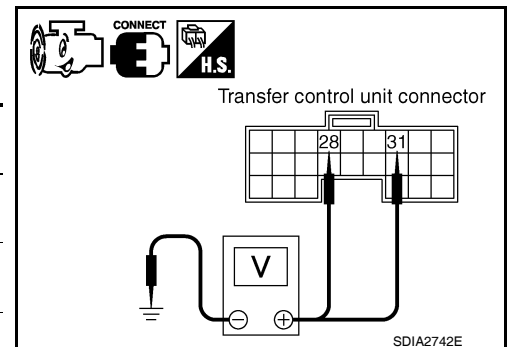 CONNECT
H.S.
Transfer control unit connector
28 31
V
− +
SDIA2742E